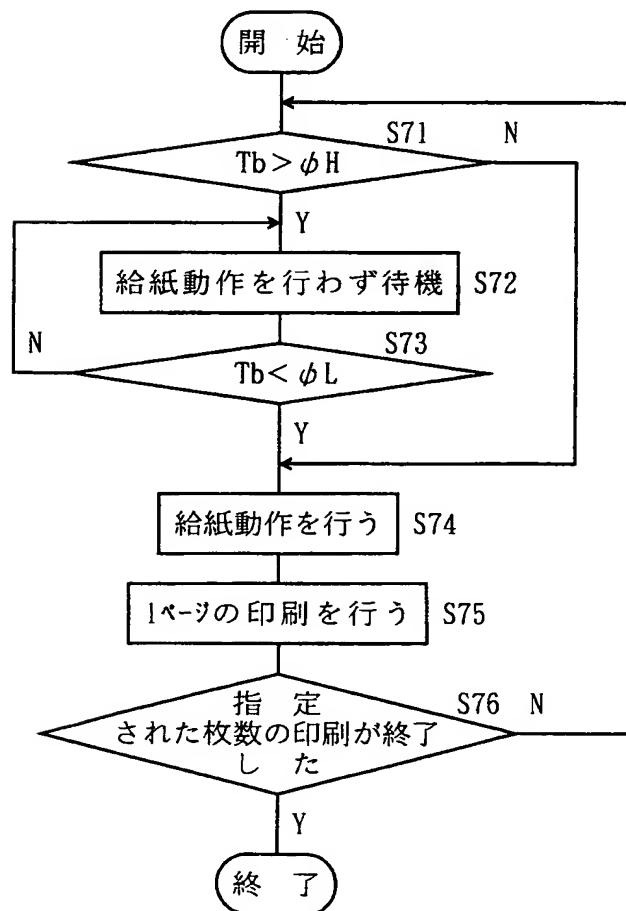 開 始
S71
N
Tb>φH
Y
給紙動作を行わず待機
S72
N
S73
Tb<φL
Y
給紙動作を行う
S74
1ページの印刷を行う
S75
指 定
された枚数の印刷が終了
し た
S76
N
Y
終 了